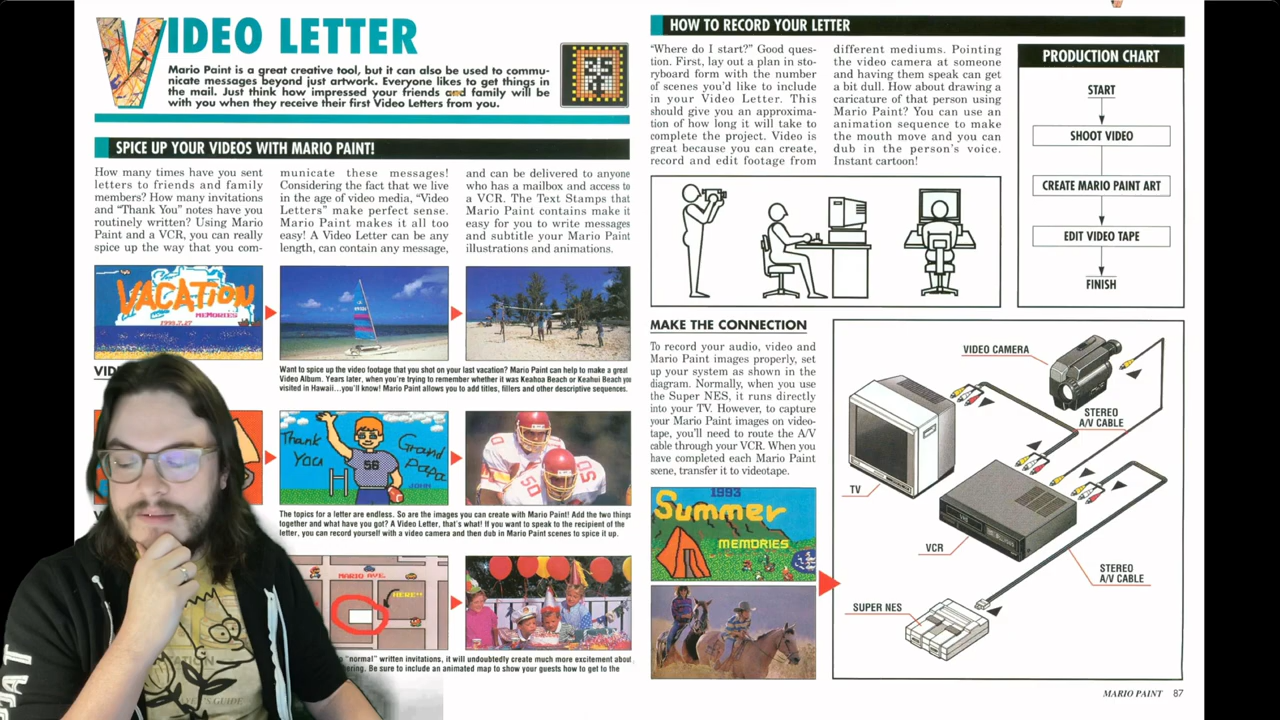 VIDEO LETTER
Mario Paint is a great creative tool, but it can also be used to commu-
nicate messages beyond just artwork. Everyone likes to get things in
the mail. Just think how impressed your friends and family will be
with you when they receive their first Video Letters from you.
SPICE UP YOUR VIDEOS WITH MARIO PAINT!
How many times have you sent
letters to friends and family
members? How many invitations
and “Thank You” notes have you
routinely written? Using Mario
Paint and a VCR, you can really
spice up the way that you com-
municate these messages!
Considering the fact that we live
in the age of video media, “Video
Letters” make perfect sense.
Mario Paint makes it all too
easy! A Video Letter can be any
length, can contain any message,
and can be delivered to anyone
who has a mailbox and access to
a VCR. The Text Stamps that
Mario Paint contains make it
easy for you to write messages
and subtitle your Mario Paint
illustrations and animations.
VACATION
MEMORIES
Want to spice up the video footage that you shot on your last vacation? Mario Paint can help to make a great
Video Album. Years later, when you're trying to remember whether it was Keahoa Beach or Keahui Beach you
visited in Hawaii...you'll know! Mario Paint allows you to add titles, fillers and other descriptive sequences.
Thank
You
Grand
Papa
56
JOHN
50
50
The topics for a letter are endless. So are the images you can create with Mario Paint! Add the two things
together and what have you got? A Video Letter, that's what! If you want to speak to the recipient of the
letter, you can record yourself with a video camera and then dub in Mario Paint scenes to spice it up.
MARIO AVE.
HERE!!
“normal” written invitations, it will undoubtedly create much more excitement about
ering. Be sure to include an animated map to show your guests how to get to the
HOW TO RECORD YOUR LETTER
“Where do I start?” Good ques-
tion. First, lay out a plan in sto-
ryboard form with the number
of scenes you'd like to include
in your Video Letter. This
should give you an approxima-
tion of how long it will take to
complete the project. Video is
great because you can create,
record and edit footage from
different mediums. Pointing
the video camera at someone
and having them speak can get
a bit dull. How about drawing a
caricature of that person using
Mario Paint? You can use an
animation sequence to make
the mouth move and you can
dub in the person's voice.
Instant cartoon!
PRODUCTION CHART
START
SHOOT VIDEO
CREATE MARIO PAINT ART
EDIT VIDEO TAPE
FINISH
MAKE THE CONNECTION
To record your audio, video and
Mario Paint images properly, set
up your system as shown in the
diagram. Normally, when you use
the Super NES, it runs directly
into your TV. However, to capture
your Mario Paint images on video-
tape, you'll need to route the A/V
cable through your VCR. When you
have completed each Mario Paint
scene, transfer it to videotape.
1993
Summer
MEMORIES
VIDEO CAMERA
STEREO
A/V CABLE
TV
VCR
STEREO
A/V CABLE
SUPER NES
MARIO PAINT 87